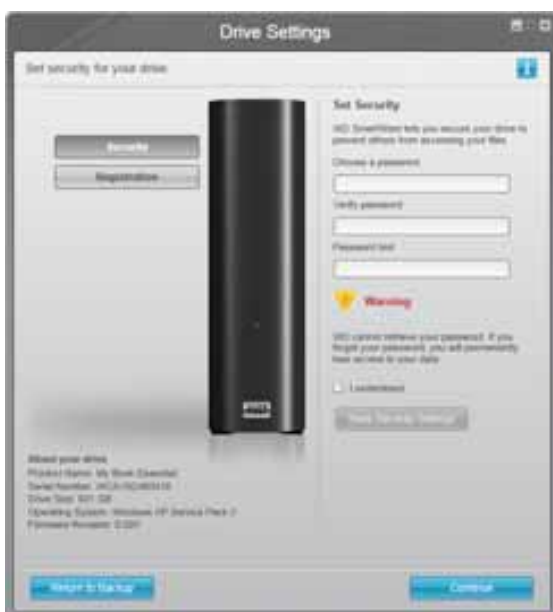 Drive Settings
Set security for your drive
Security
Registration
Set Security
WD SmartWare lets you secure your drive to
prevent others from accessing your files.
Choose a password
Verify password
Password hint
Warning
WD cannot retrieve your password. If you
forget your password, you will permanently
lose access to your data.
I understand
Save Security Settings
About your drive
Product Name: My Book Essential
Serial Number:
Drive Size: GB
Operating System: Windows XP Service Pack
Firmware Revision:
Return to Backup
Continue